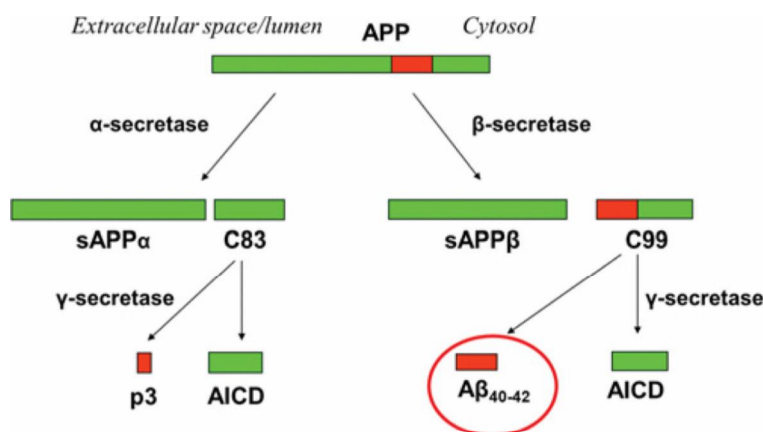 Extracellular space/lumen APP Cytosol
α-secretase β-secretase
sAPPα C83 sAPPβ C99
γ-secretase γ-secretase
p3 AICD Aβ40-42 AICD